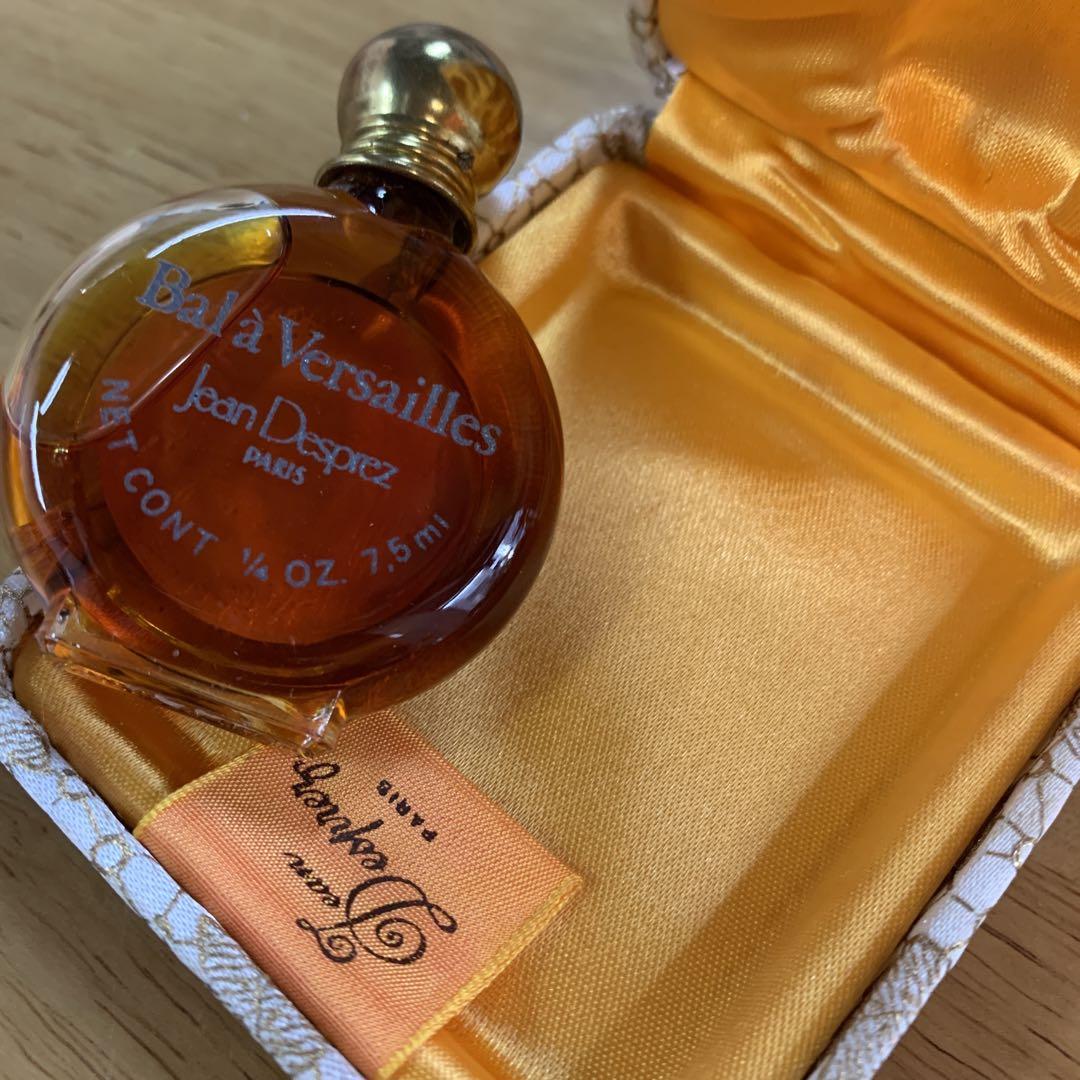 Bal à Versailles
Jean Desprez
PARIS
NET CONT 1/4 OZ. 7,5 ml
Jean
Desprez
PARIS